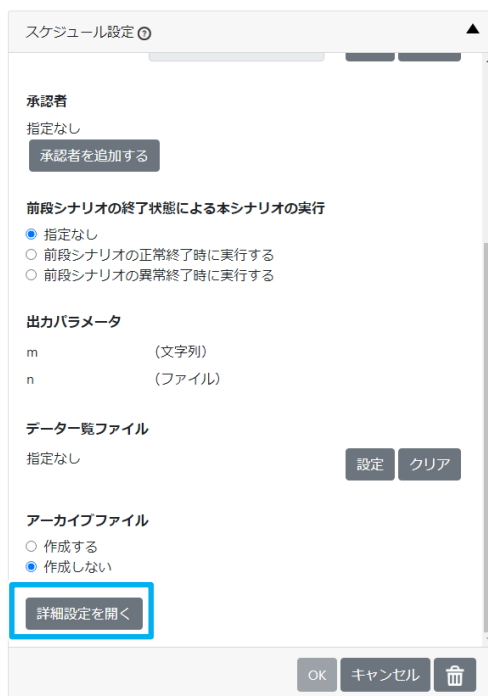 スケジュール設定
承認者
指定なし
承認者を追加する
前段シナリオの終了状態による本シナリオの実行
指定なし
前段シナリオの正常終了時に実行する
前段シナリオの異常終了時に実行する
出力パラメータ
m （文字列）
n （ファイル）
データ一覧ファイル
指定なし 設定 クリア
アーカイブファイル
作成する
作成しない
詳細設定を開く
OK キャンセル